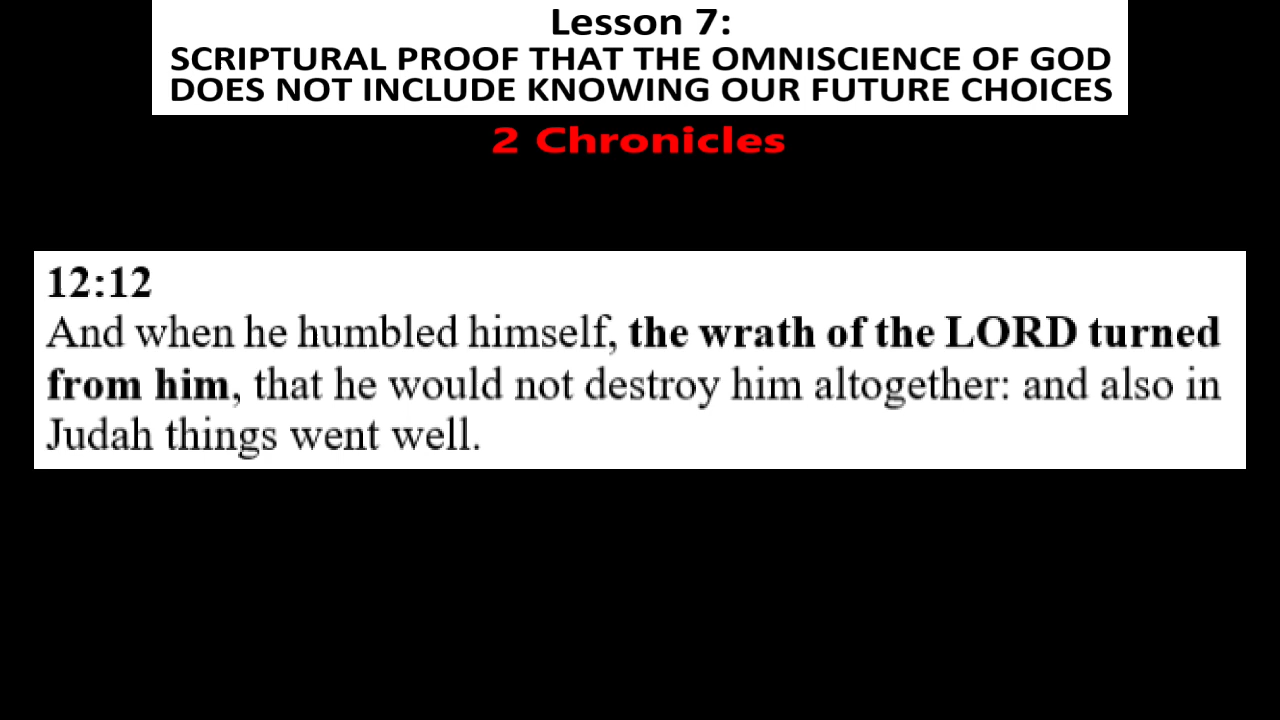 Lesson 7:
SCRIPTURAL PROOF THAT THE OMNISCIENCE OF GOD
DOES NOT INCLUDE KNOWING OUR FUTURE CHOICES
2 Chronicles
12:12
And when he humbled himself, the wrath of the LORD turned
from him, that he would not destroy him altogether: and also in
Judah things went well.